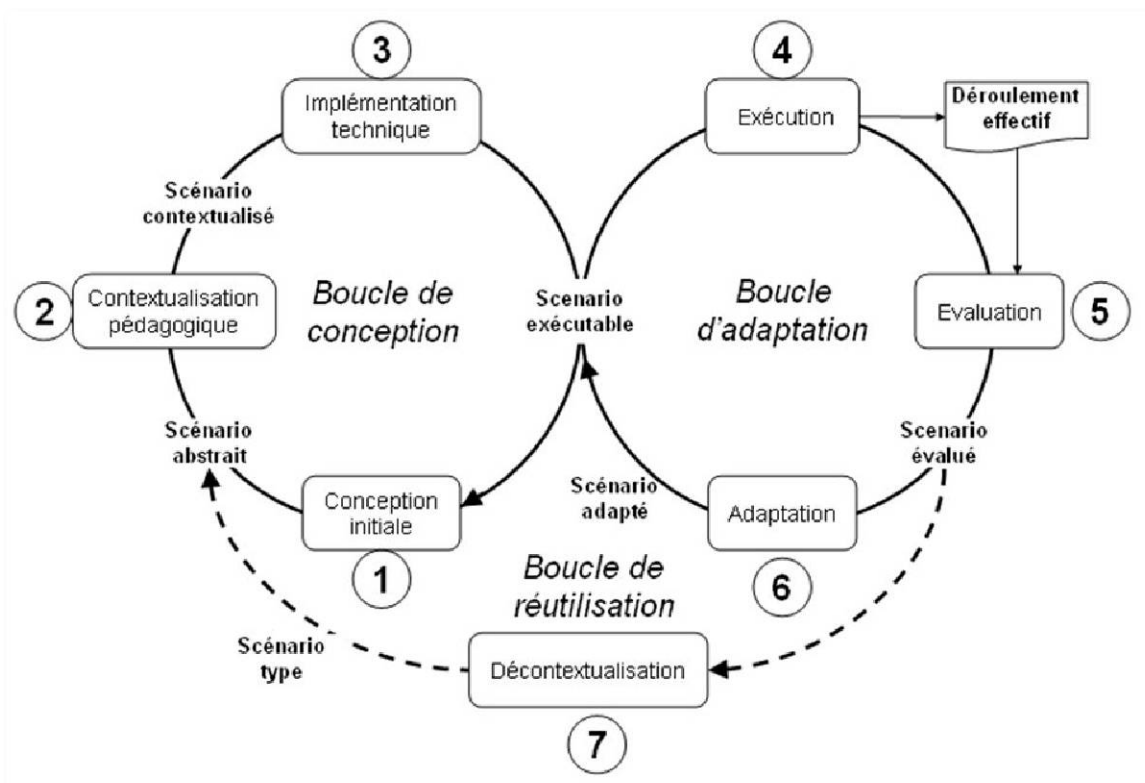 3
4
Implémentation
technique
Exécution
Déroulement
effectif
Scénario
contextualisé
2
Contextualisation
pédagogique
Boucle de
conception
Scenario
exécutable
Boucle
d'adaptation
Evaluation
5
Scénario
abstrait
Scenario
évalué
Conception
initiale
1
Scénario
adapté
Adaptation
6
Boucle de
réutilisation
Scénario
type
Décontextualisation
7